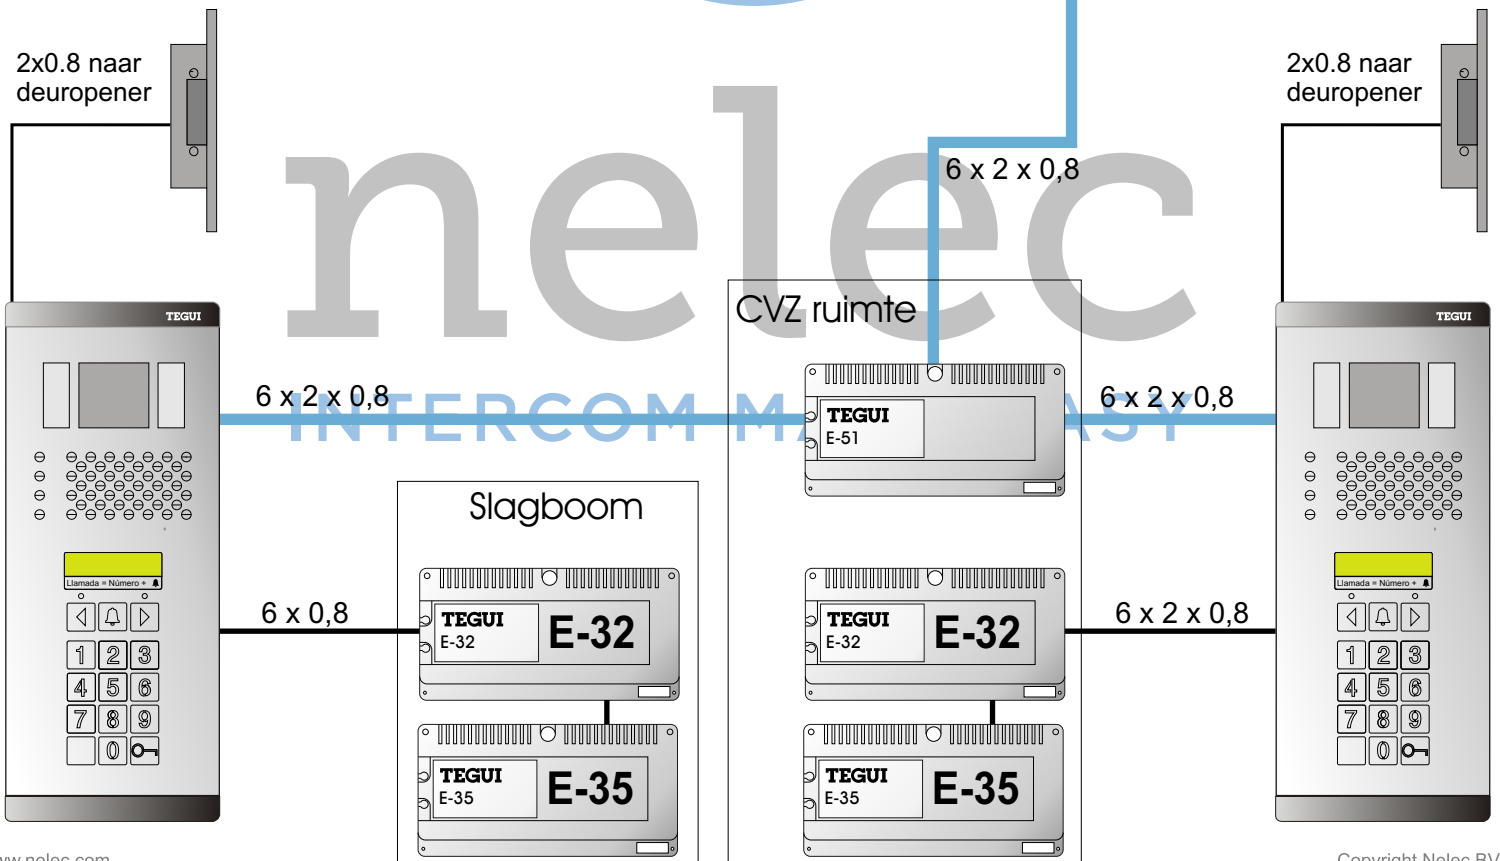 2x0.8 naar
deuropener
2x0.8 naar
deuropener
nelec
6 x 2 x 0,8
CVZ ruimte
TEGUI
TEGUI
6 x 2 x 0,8
6 x 2 x 0,8
INTERCOM MA ASY
TEGUI
E-51
Slagboom
Llamada = Número +
Llamada = Número +
6 x 0,8
TEGUI
E-32
E-32
TEGUI
E-32
E-32
6 x 2 x 0,8
1 2 3
4 5 6
7 8 9
0
1 2 3
4 5 6
7 8 9
0
TEGUI
E-35
E-35
TEGUI
E-35
E-35
ww.nelec.com
Copyright Nelec BV